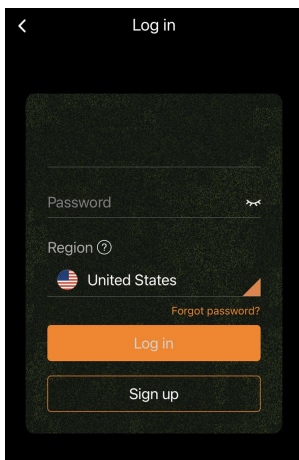 Log in
Password
Region ?
United States
Forgot password?
Log in
Sign up